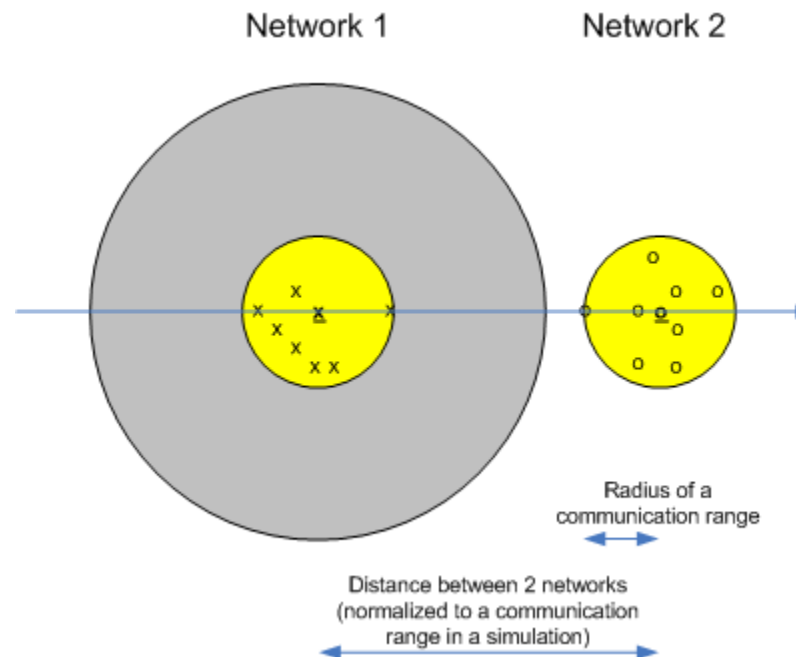 Network 1
Network 2
x
o
x
o
o
x
x
x
o
o
o
x
o
x
o
x
x
o
o
Radius of a
communication range
Distance between 2 networks
(normalized to a communication
range in a simulation)